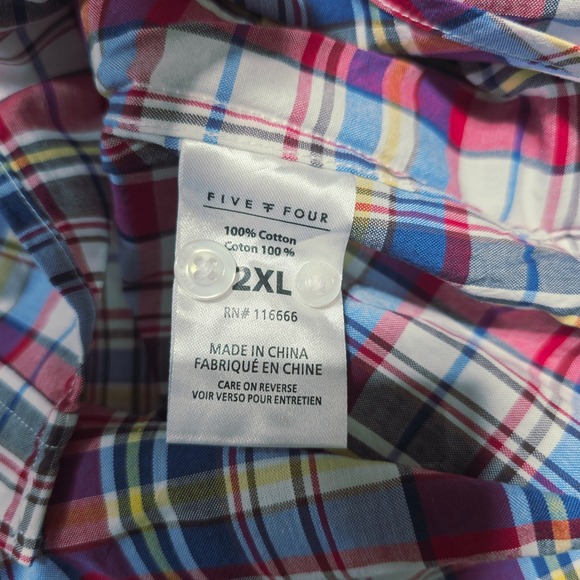 FIVE FOUR
100% Cotton
Coton 100 %
2XL
RN# 116666
MADE IN CHINA
FABRIQUÉ EN CHINE
CARE ON REVERSE
VOIR VERSO POUR ENTRETIEN